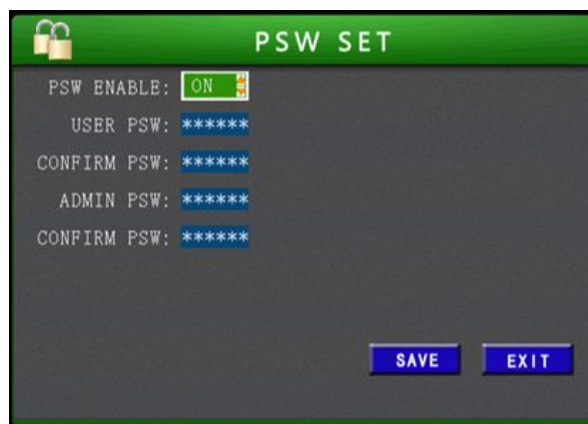 PSW SET
PSW ENABLE: ON
USER PSW: ******
CONFIRM PSW: ******
ADMIN PSW: ******
CONFIRM PSW: ******
SAVE EXIT